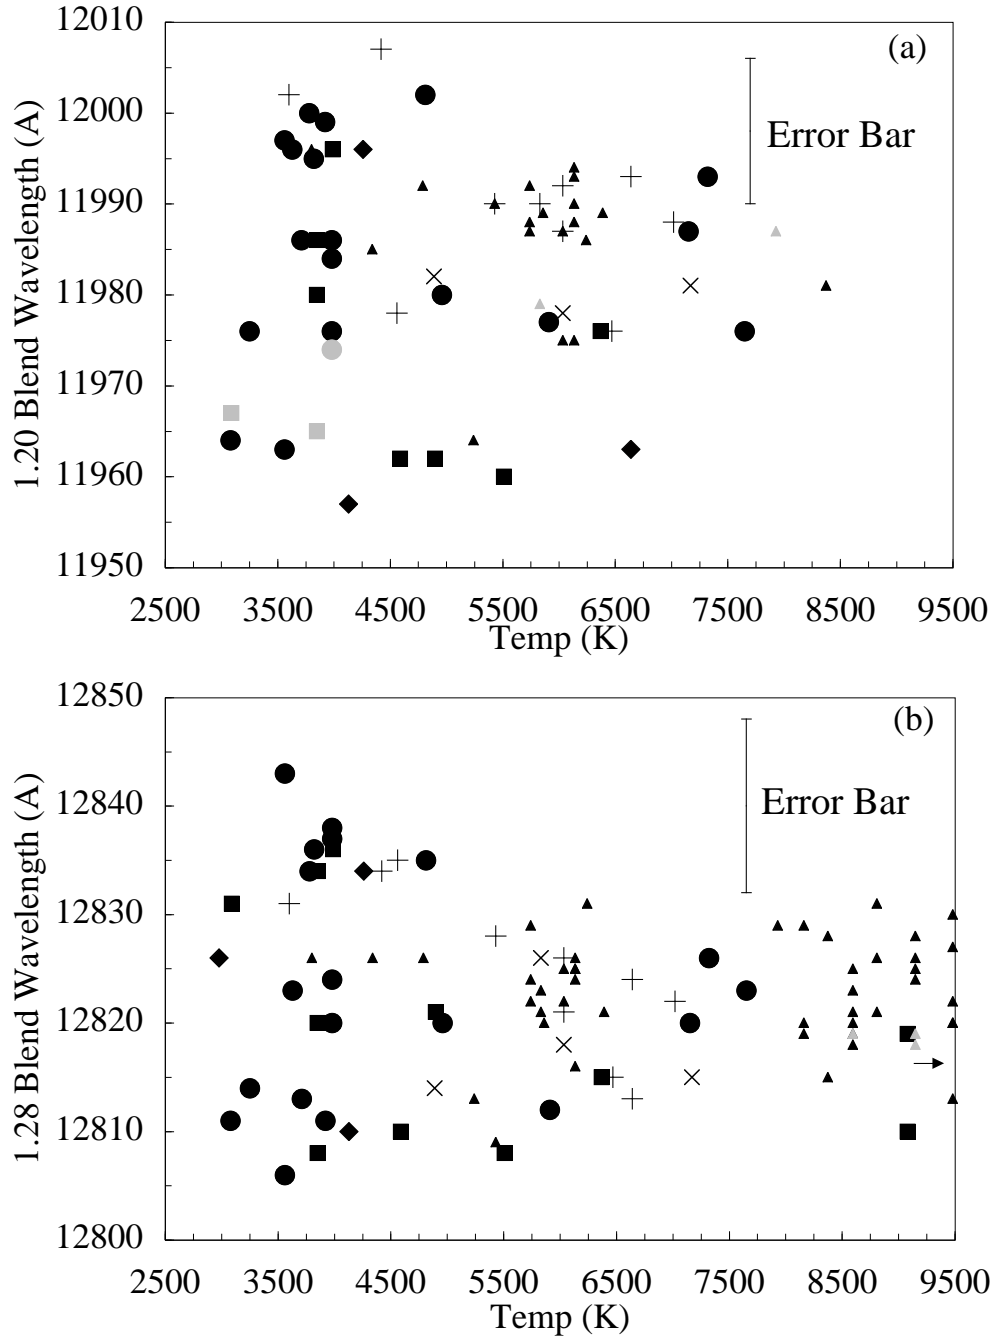 (a)
1.20 Blend Wavelength (A)
12010
12000
11990
11980
11970
11960
11950
Error Bar
2500 3500 4500 5500 6500 7500 8500 9500
Temp (K)
(b)
1.28 Blend Wavelength (A)
12850
12840
12830
12820
12810
12800
Error Bar
2500 3500 4500 5500 6500 7500 8500 9500
Temp (K)